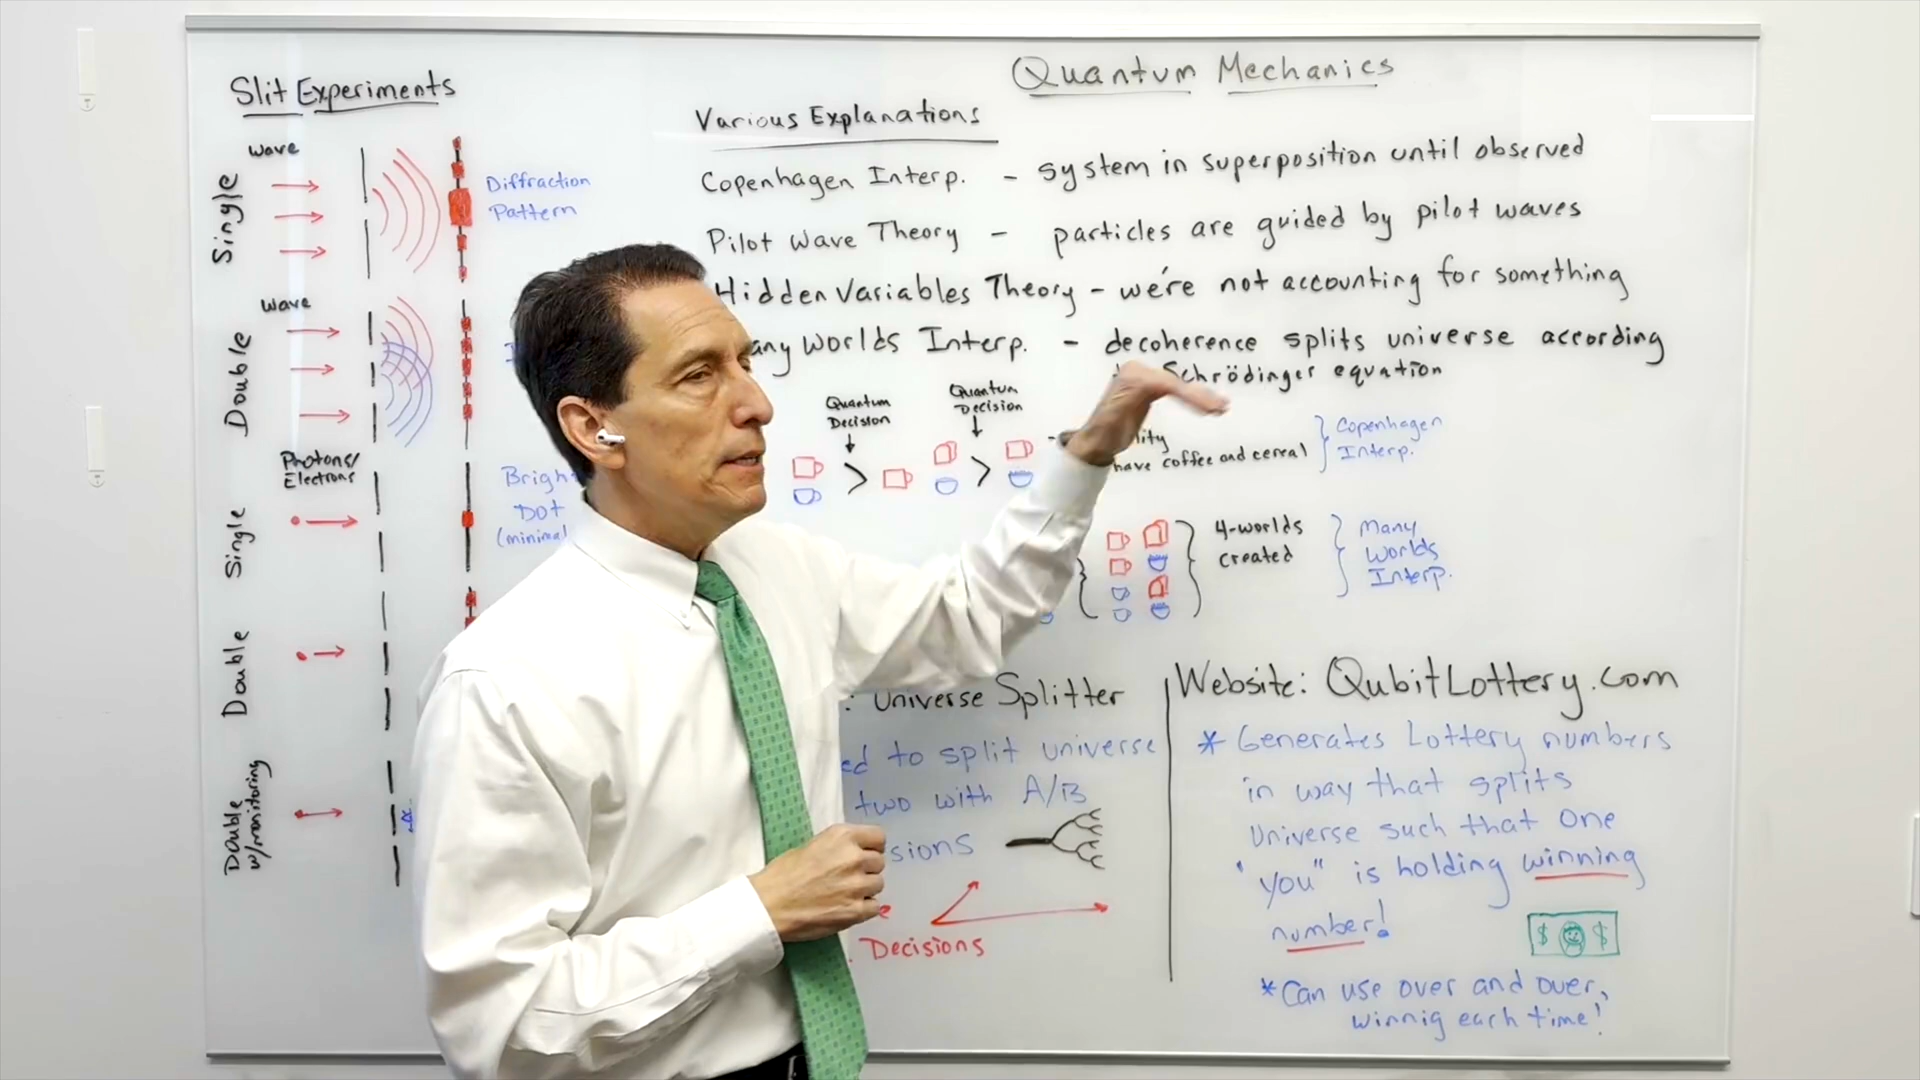 Quantum Mechanics
Slit Experiments
wave
Single
Diffraction
Pattern
wave
Double
Photons/
Electrons
Single
Bright
DOT
(minimal
Double
Double
w/monitoring
Various Explanations
Copenhagen Interp. - system in superposition until observed
Pilot Wave Theory - particles are guided by pilot waves
Hidden Variables Theory - we're not accounting for something
any Worlds Interp. - decoherence splits universe according
Schrödinger equation
Quantum
Decision
Quantum
Decision
have coffee and cereal
Copenhagen
Interp.
4-worlds
created
Many
Worlds
Interp.
: Universe Splitter
to split universe
two with A/B
Decisions
Website: QubitLottery.com
* Generates Lottery numbers
in way that splits
Universe such that one
"you" is holding winning
number!
$ $
*Can use over and over,
winnig each time!